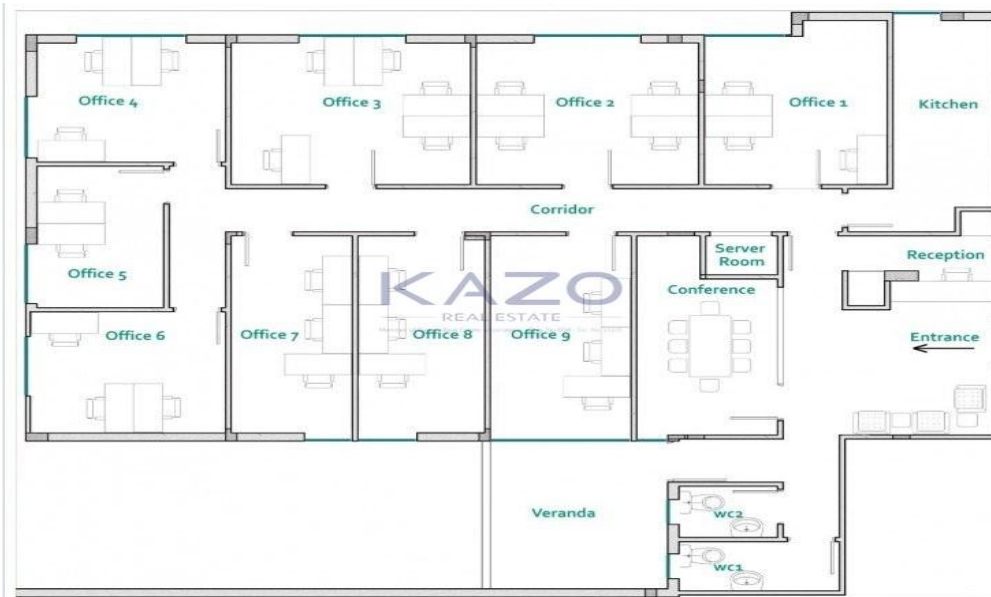 Office 4
Office 3
Office 2
Office 1
Kitchen
Corridor
Server
Room
Reception
Office 5
Conference
KAZO
REAL ESTATE
Office 6
Office 7
Office 8
Office 9
Entrance
Veranda
WC2
WC1